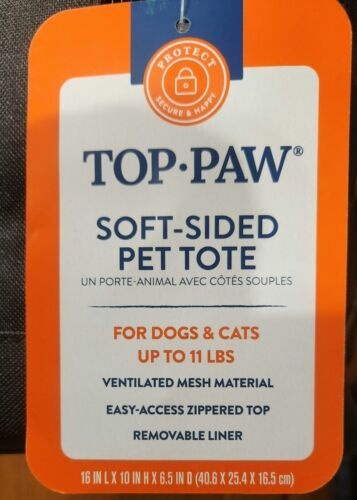 PROTECT
SECURE & HAPPY
TOP•PAW®
SOFT-SIDED
PET TOTE
UN PORTE-ANIMAL AVEC CÔTÉS SOUPLES
FOR DOGS & CATS
UP TO 11 LBS
VENTILATED MESH MATERIAL
EASY-ACCESS ZIPPERED TOP
REMOVABLE LINER
16 IN L X 10 IN H X 6.5 IN D (40.6 x 25.4 x 16.5 cm)